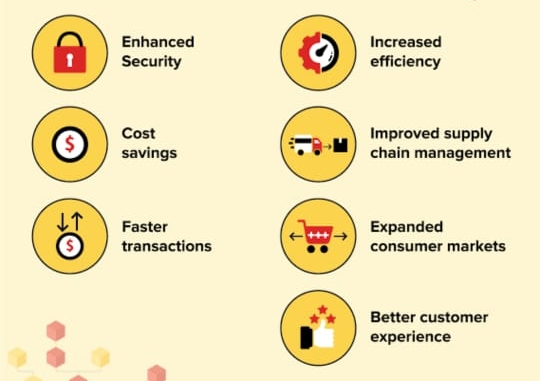 Enhanced
Security
Cost
savings
$
Faster
transactions
$
Increased
efficiency
Improved supply
chain management
Expanded
consumer markets
Better customer
experience